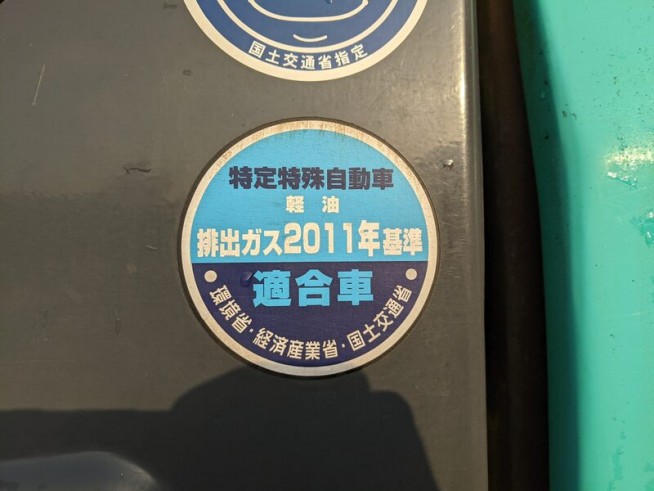 国土交通省指定
特定特殊自動車
軽油
排出ガス2011年基準
適合車
環境省・経済産業省・国土交通省